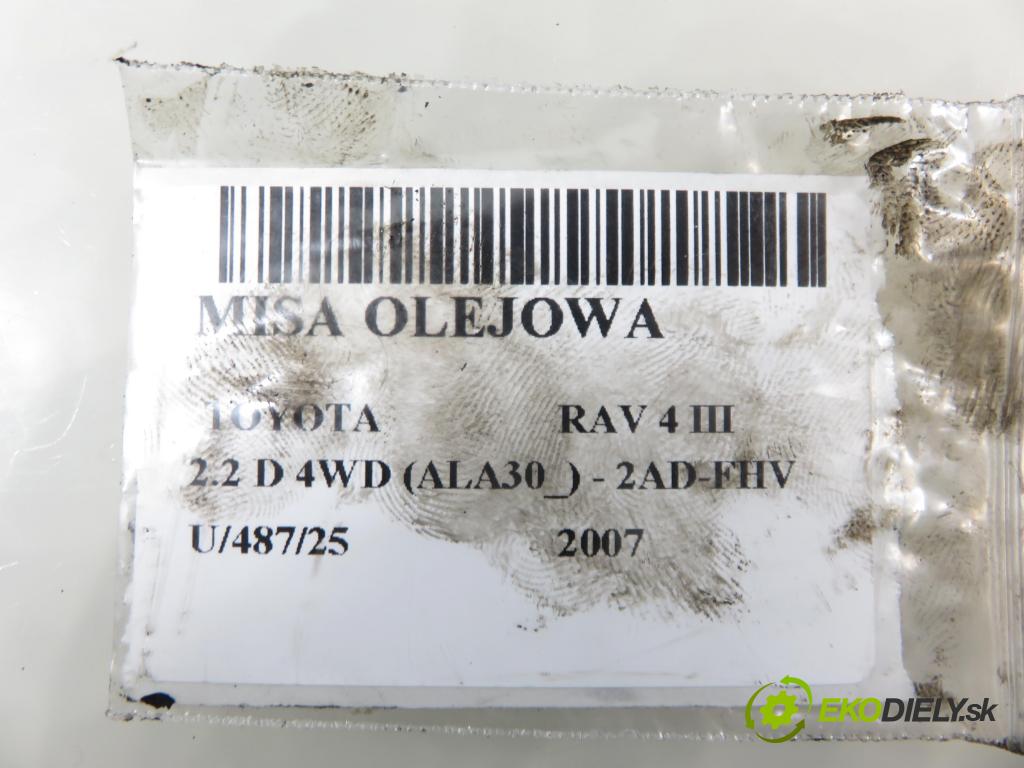 MISA OLEJOWA
TOYOTA RAV 4 III
2.2 D 4WD (ALA30_) - 2AD-FHV
U/487/25 2007
EKODIELY.sk